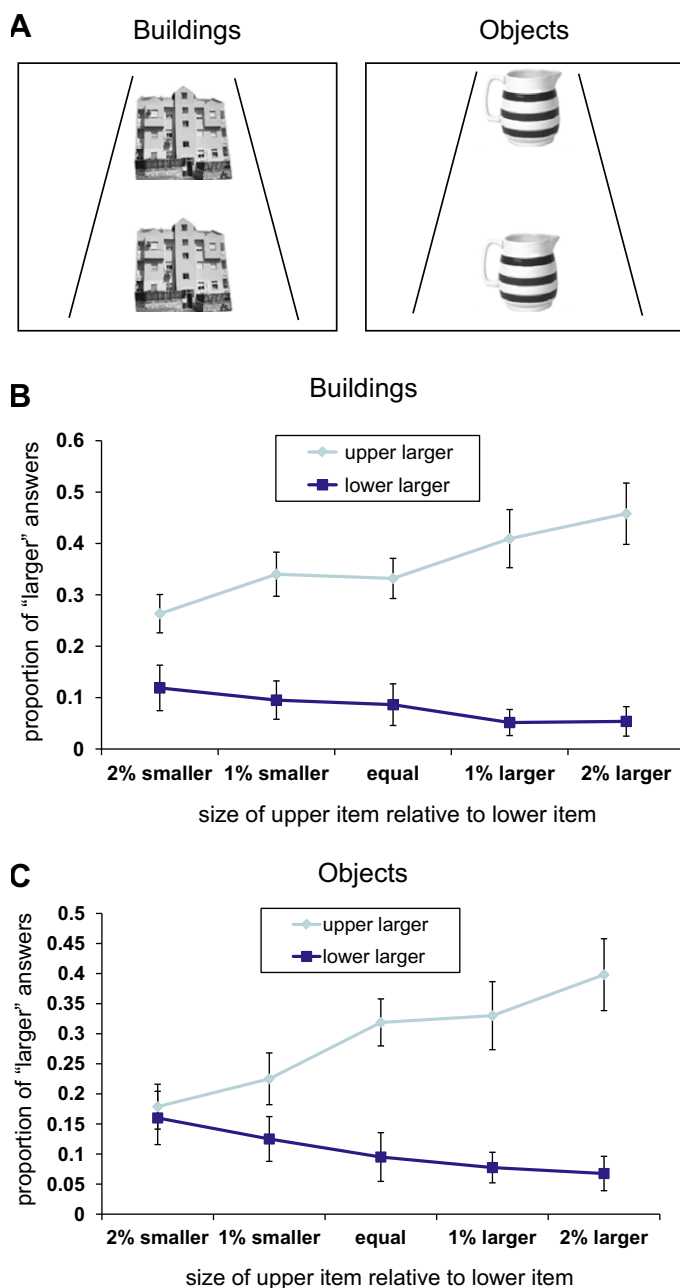 A
Buildings Objects
B
Buildings
0.6
0.5
0.4
0.3
0.2
0.1
0
proportion of “larger” answers
upper larger
lower larger
2% smaller 1% smaller equal 1% larger 2% larger
size of upper item relative to lower item
C
Objects
0.5
0.45
0.4
0.35
0.3
0.25
0.2
0.15
0.1
0.05
0
proportion of “larger” answers
upper larger
lower larger
2% smaller 1% smaller equal 1% larger 2% larger
size of upper item relative to lower item